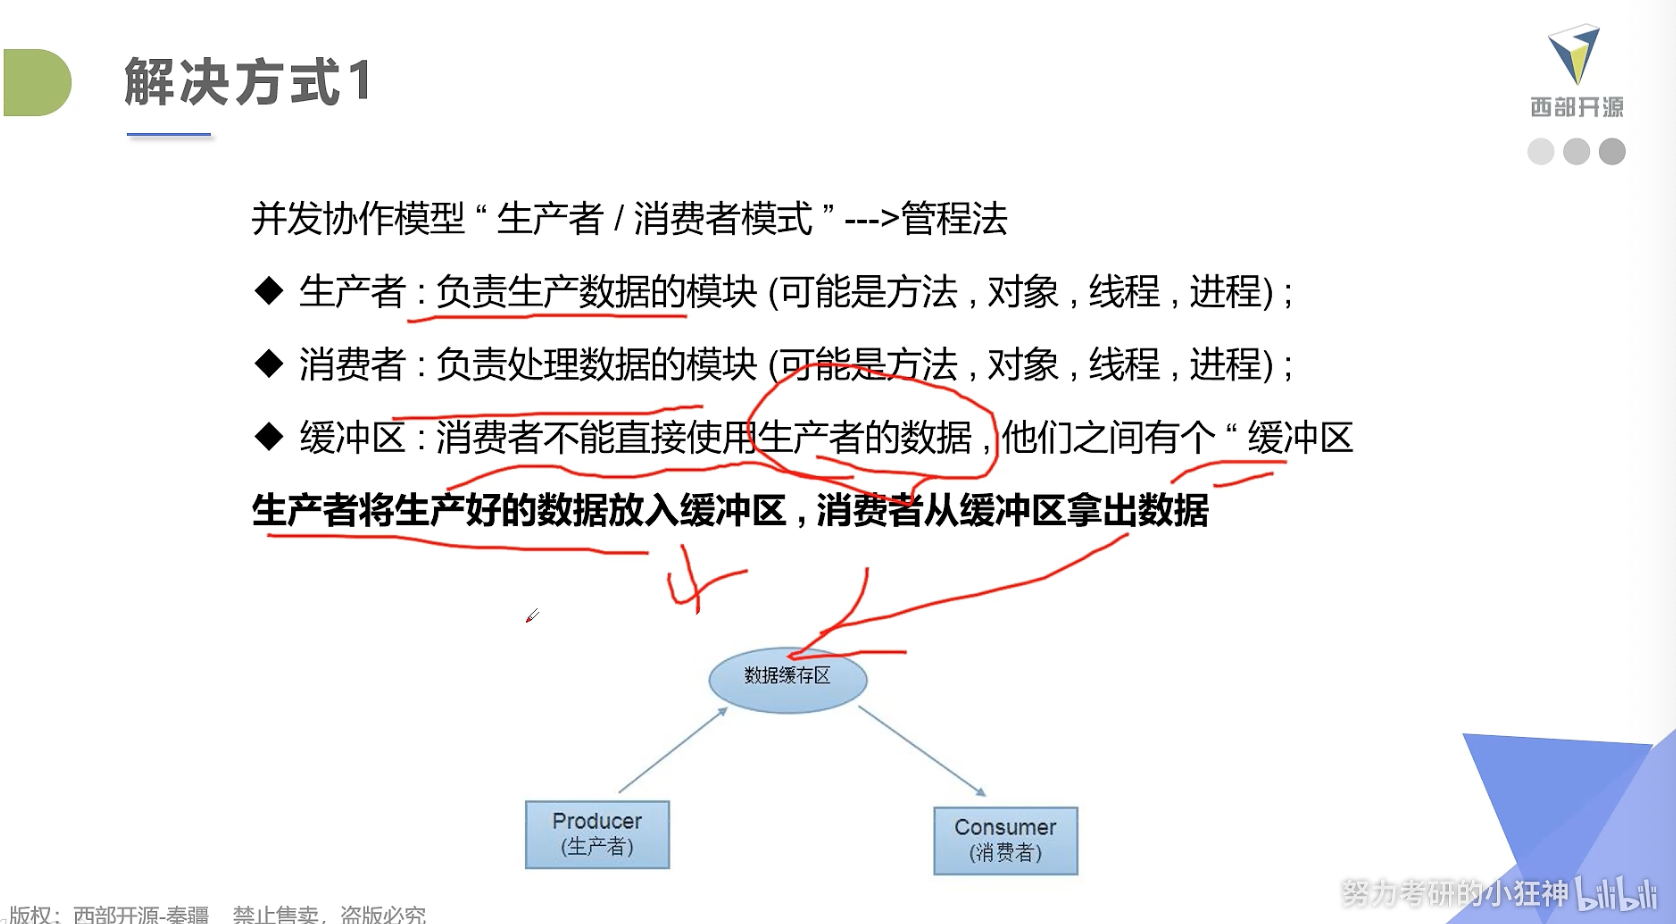 解决方式1
西部开源
并发协作模型“ 生产者 / 消费者模式 ” --->管程法
◆ 生产者 : 负责生产数据的模块 (可能是方法 , 对象 , 线程 , 进程) ;
◆ 消费者 : 负责处理数据的模块 (可能是方法 , 对象 , 线程 , 进程) ;
◆ 缓冲区 : 消费者不能直接使用生产者的数据 , 他们之间有个 “ 缓冲区
生产者将生产好的数据放入缓冲区 , 消费者从缓冲区拿出数据
数据缓存区
Producer
(生产者)
Consumer
(消费者)
努力考研的小狂神 bilibili
版权：西部开源-秦疆 禁止售卖，盗版必究